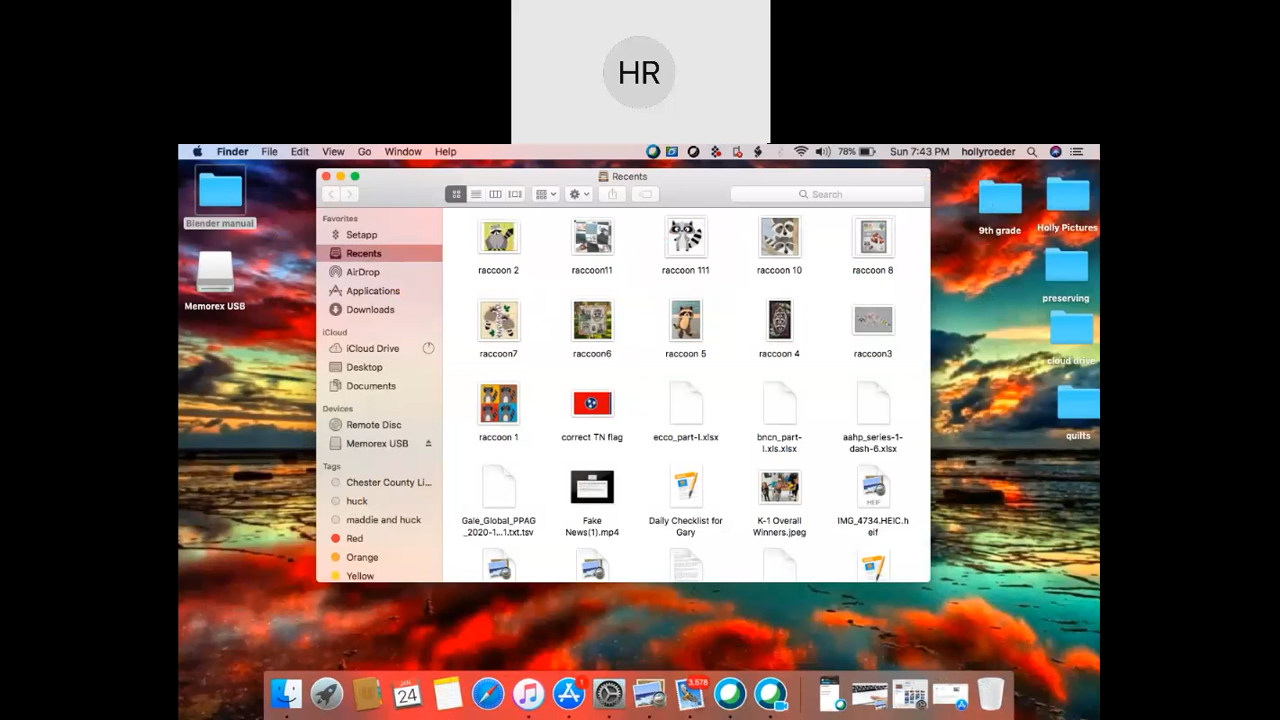 HR
Finder File Edit View Go Window Help 78% Sun 7:43 PM hollyroeder
Recents
Search
Blender manual
Memorex USB
Favorites
Setapp
Recents
AirDrop
Applications
Downloads
iCloud
iCloud Drive
Desktop
Documents
Devices
Remote Disc
Memorex USB
Tags
Chester County Li...
huck
maddie and huck
Red
Orange
Yellow
raccoon 2 raccoon11 raccoon 111 raccoon 10 raccoon 8
raccoon7 raccoon6 raccoon 5 raccoon 4 raccoon3
raccoon 1 correct TN flag ecco_part-I.xlsx bncn_part-
I.xls.xlsx aahp_series-1-
dash-6.xlsx
Gale_Global_PPAG
_2020-1...1.txt.tsv
Fake
News(1).mp4
Daily Checklist for
Gary
K-1 Overall
Winners.jpeg
HEIF
IMG_4734.HEIC.h
eif
9th grade
Holly Pictures
preserving
cloud drive
quilts
JAN
24
1
3,578